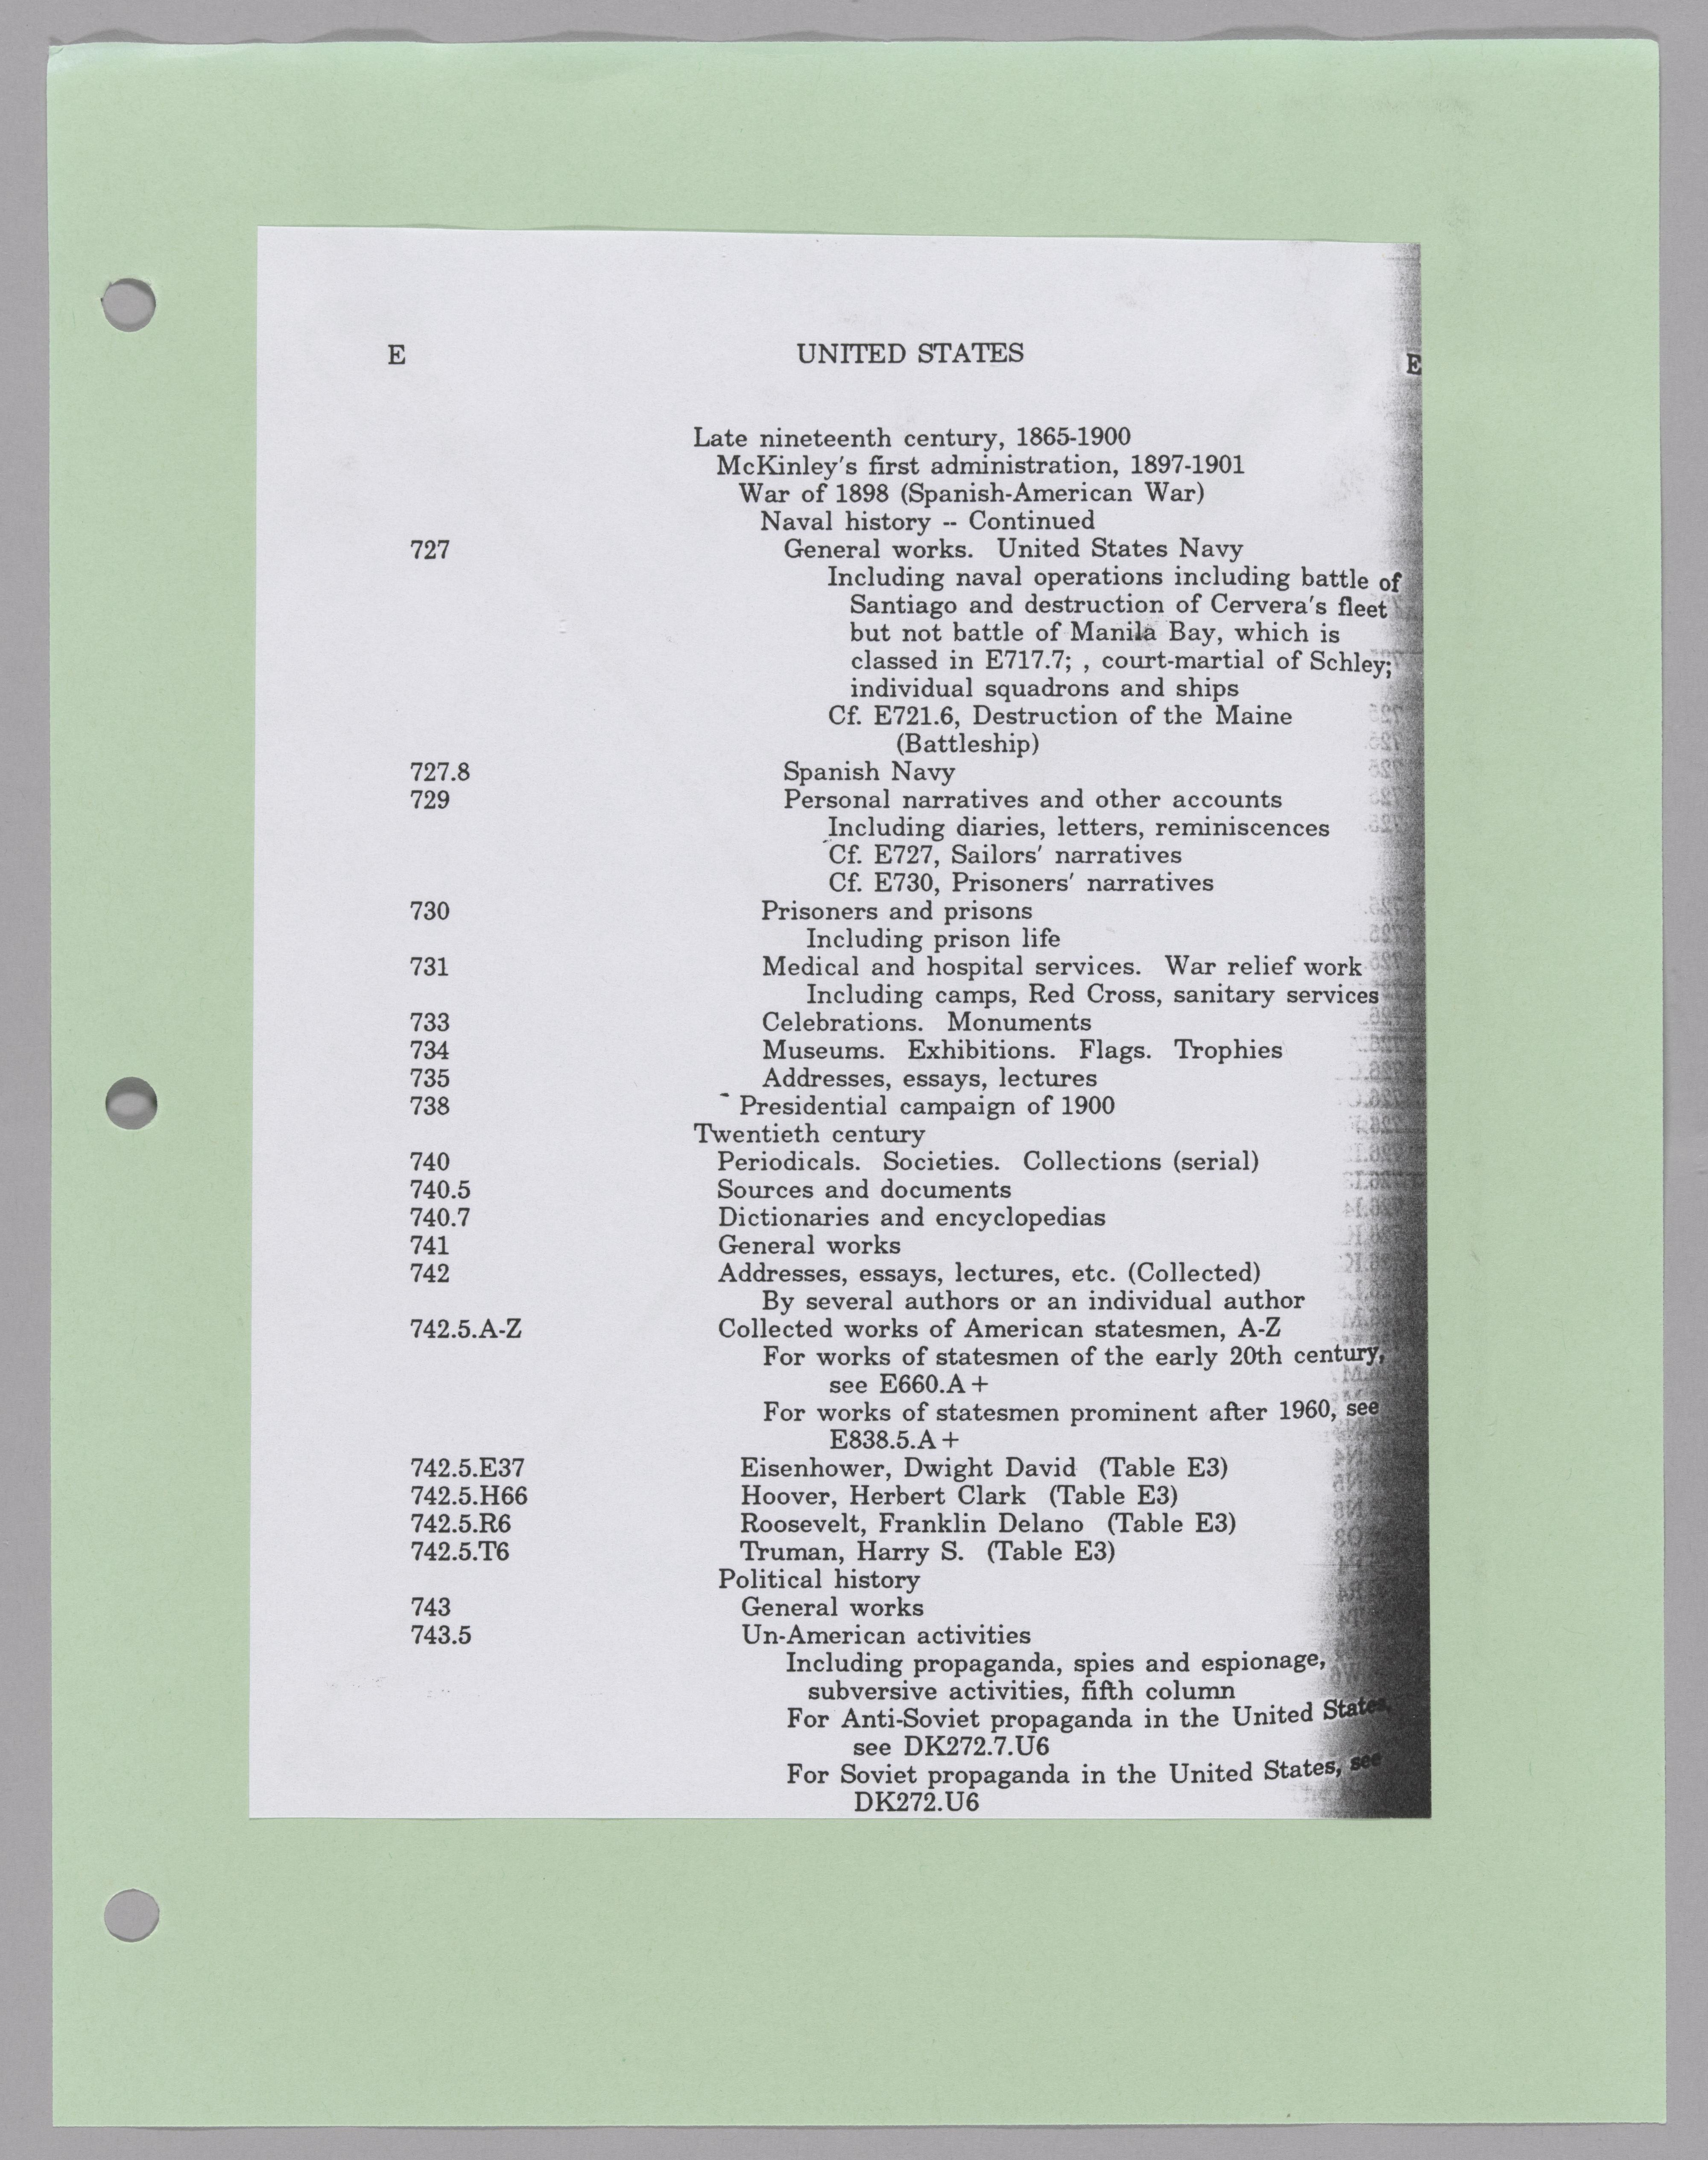 E UNITED STATES E
Late nineteenth century, 1865-1900
McKinley's first administration, 1897-1901
War of 1898 (Spanish-American War)
Naval history -- Continued
727 General works. United States Navy
Including naval operations including battle of
Santiago and destruction of Cervera's fleet
but not battle of Manila Bay, which is
classed in E717.7; , court-martial of Schley;
individual squadrons and ships
Cf. E721.6, Destruction of the Maine
(Battleship)
727.8 Spanish Navy
729 Personal narratives and other accounts
Including diaries, letters, reminiscences
Cf. E727, Sailors' narratives
Cf. E730, Prisoners' narratives
730 Prisoners and prisons
Including prison life
731 Medical and hospital services. War relief work
Including camps, Red Cross, sanitary services
733 Celebrations. Monuments
734 Museums. Exhibitions. Flags. Trophies
735 Addresses, essays, lectures
738 Presidential campaign of 1900
Twentieth century
740 Periodicals. Societies. Collections (serial)
740.5 Sources and documents
740.7 Dictionaries and encyclopedias
741 General works
742 Addresses, essays, lectures, etc. (Collected)
By several authors or an individual author
742.5.A-Z Collected works of American statesmen, A-Z
For works of statesmen of the early 20th century,
see E660.A+
For works of statesmen prominent after 1960, see
E838.5.A+
742.5.E37 Eisenhower, Dwight David (Table E3)
742.5.H66 Hoover, Herbert Clark (Table E3)
742.5.R6 Roosevelt, Franklin Delano (Table E3)
742.5.T6 Truman, Harry S. (Table E3)
Political history
743 General works
743.5 Un-American activities
Including propaganda, spies and espionage,
subversive activities, fifth column
For Anti-Soviet propaganda in the United States,
see DK272.7.U6
For Soviet propaganda in the United States, see
DK272.U6